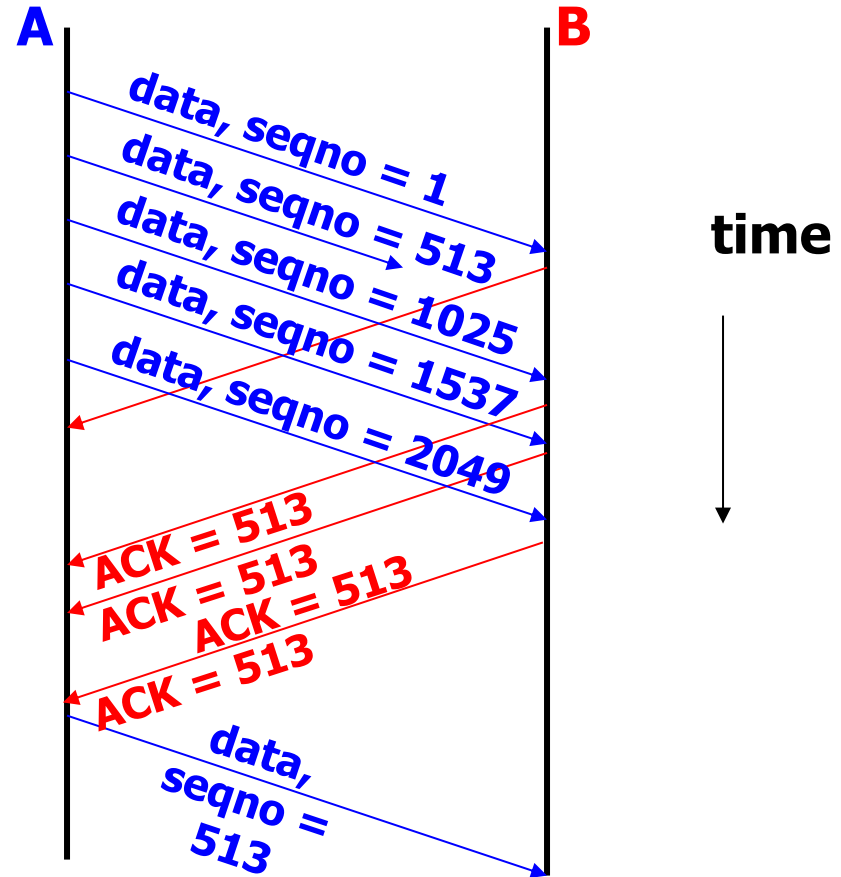 A
B
data, seqno = 1
data, seqno = 513
data, seqno = 1025
data, seqno = 1537
data, seqno = 2049
time
ACK = 513
ACK = 513
ACK = 513
ACK = 513
data,
seqno =
513